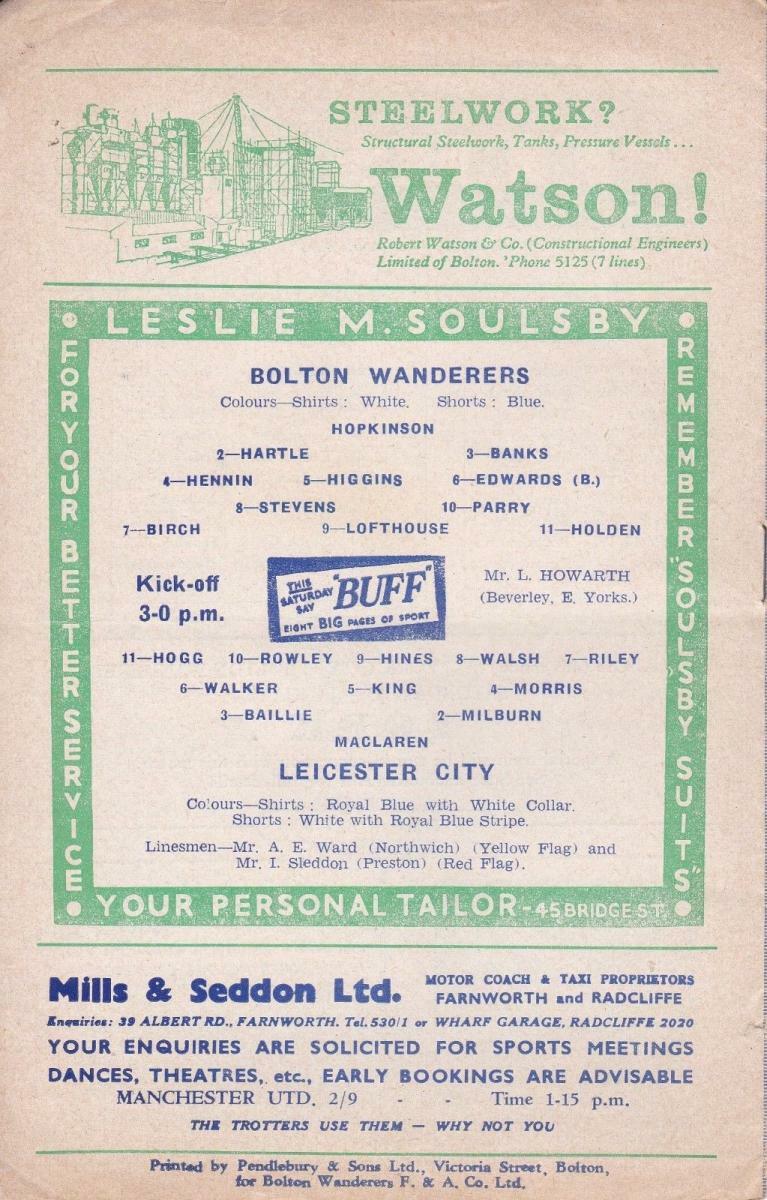 STEELWORK?
Structural Steelwork, Tanks, Pressure Vessels...
Watson!
Robert Watson & Co. (Constructional Engineers)
Limited of Bolton. 'Phone 5125 (7 lines)
LESLIE M. SOULSBY
FOR YOUR BETTER SERVICE
REMEMBER "SOULSBY SUITS"
BOLTON WANDERERS
Colours—Shirts : White. Shorts : Blue.
HOPKINSON
2—HARTLE 3—BANKS
4—HENNIN 5—HIGGINS 6—EDWARDS (B.)
8—STEVENS 10—PARRY
7—BIRCH 9—LOFTHOUSE 11—HOLDEN
Kick-off
3-0 p.m.
THIS
SATURDAY
SAY
"BUFF"
EIGHT BIG PAGES OF SPORT
Mr. L. HOWARTH
(Beverley, E. Yorks.)
11—HOGG 10—ROWLEY 9—HINES 8—WALSH 7—RILEY
6—WALKER 5—KING 4—MORRIS
3—BAILLIE 2—MILBURN
MACLAREN
LEICESTER CITY
Colours—Shirts : Royal Blue with White Collar.
Shorts : White with Royal Blue Stripe.
Linesmen—Mr. A. E. Ward (Northwich) (Yellow Flag) and
Mr. I. Sleddon (Preston) (Red Flag).
YOUR PERSONAL TAILOR-45 BRIDGE ST.
Mills & Seddon Ltd. MOTOR COACH & TAXI PROPRIETORS
FARNWORTH and RADCLIFFE
Enquiries: 39 ALBERT RD., FARNWORTH. Tel. 530/1 or WHARF GARAGE, RADCLIFFE 2020
YOUR ENQUIRIES ARE SOLICITED FOR SPORTS MEETINGS
DANCES, THEATRES, etc., EARLY BOOKINGS ARE ADVISABLE
MANCHESTER UTD. 2/9 - - Time 1-15 p.m.
THE TROTTERS USE THEM — WHY NOT YOU
Printed by Pendlebury & Sons Ltd., Victoria Street, Bolton,
for Bolton Wanderers F. & A. Co. Ltd.